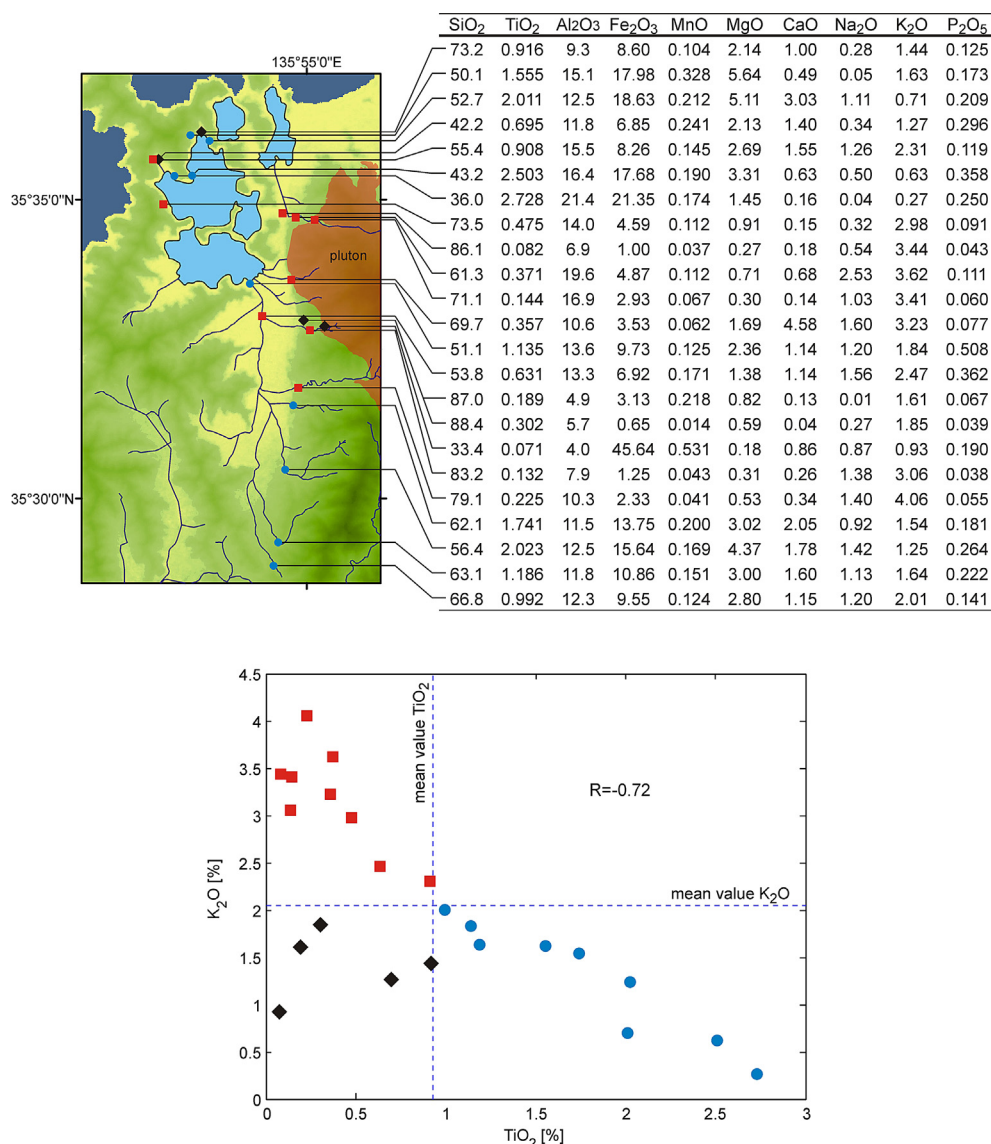 SiO2 TiO2 Al2O3 Fe2O3 MnO MgO CaO Na2O K2O P2O5
73.2 0.916 9.3 8.60 0.104 2.14 1.00 0.28 1.44 0.125
135°55'0"E
50.1 1.555 15.1 17.98 0.328 5.64 0.49 0.05 1.63 0.173
52.7 2.011 12.5 18.63 0.212 5.11 3.03 1.11 0.71 0.209
42.2 0.695 11.8 6.85 0.241 2.13 1.40 0.34 1.27 0.296
55.4 0.908 15.5 8.26 0.145 2.69 1.55 1.26 2.31 0.119
43.2 2.503 16.4 17.68 0.190 3.31 0.63 0.50 0.63 0.358
35°35'0"N
36.0 2.728 21.4 21.35 0.174 1.45 0.16 0.04 0.27 0.250
73.5 0.475 14.0 4.59 0.112 0.91 0.15 0.32 2.98 0.091
86.1 0.082 6.9 1.00 0.037 0.27 0.18 0.54 3.44 0.043
pluton
61.3 0.371 19.6 4.87 0.112 0.71 0.68 2.53 3.62 0.111
71.1 0.144 16.9 2.93 0.067 0.30 0.14 1.03 3.41 0.060
69.7 0.357 10.6 3.53 0.062 1.69 4.58 1.60 3.23 0.077
51.1 1.135 13.6 9.73 0.125 2.36 1.14 1.20 1.84 0.508
53.8 0.631 13.3 6.92 0.171 1.38 1.14 1.56 2.47 0.362
87.0 0.189 4.9 3.13 0.218 0.82 0.13 0.01 1.61 0.067
88.4 0.302 5.7 0.65 0.014 0.59 0.04 0.27 1.85 0.039
33.4 0.071 4.0 45.64 0.531 0.18 0.86 0.87 0.93 0.190
83.2 0.132 7.9 1.25 0.043 0.31 0.26 1.38 3.06 0.038
35°30'0"N
79.1 0.225 10.3 2.33 0.041 0.53 0.34 1.40 4.06 0.055
62.1 1.741 11.5 13.75 0.200 3.02 2.05 0.92 1.54 0.181
56.4 2.023 12.5 15.64 0.169 4.37 1.78 1.42 1.25 0.264
63.1 1.186 11.8 10.86 0.151 3.00 1.60 1.13 1.64 0.222
66.8 0.992 12.3 9.55 0.124 2.80 1.15 1.20 2.01 0.141
4.5
4
3.5
3
2.5
2
1.5
1
0.5
0
K2O [%]
mean value TiO2
R=-0.72
mean value K2O
0 0.5 1 1.5 2 2.5 3
TiO2 [%]